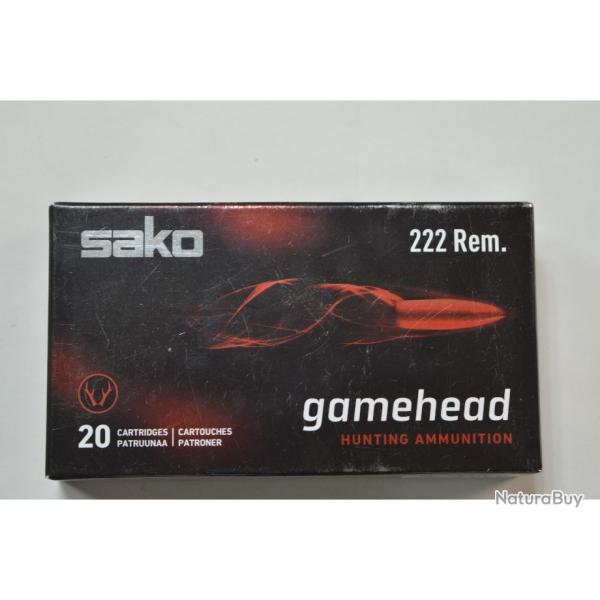 sako
222 Rem.
gamehead
HUNTING AMMUNITION
20 CARTRIDGES | CARTOUCHES
PATRUUNAA | PATRONER
NaturaBuy